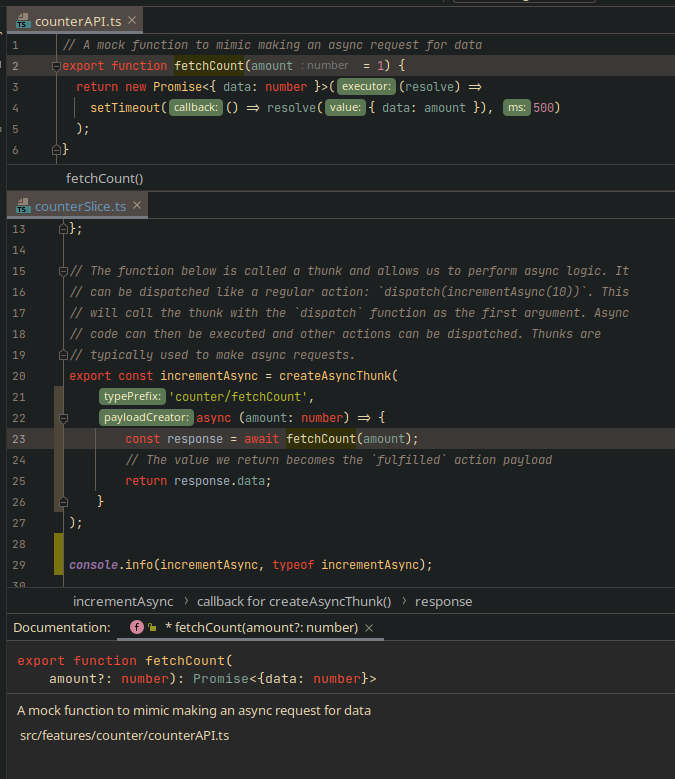 counterAPI.ts
1 // A mock function to mimic making an async request for data
2 export function fetchCount(amount : number = 1) {
3 return new Promise<{ data: number }>( executor: (resolve) =>
4 setTimeout( callback: () => resolve( value: { data: amount }), ms: 500)
5 );
6 }
fetchCount()
counterSlice.ts
13 };
14
15 // The function below is called a thunk and allows us to perform async logic. It
16 // can be dispatched like a regular action: `dispatch(incrementAsync(10))`. This
17 // will call the thunk with the `dispatch` function as the first argument. Async
18 // code can then be executed and other actions can be dispatched. Thunks are
19 // typically used to make async requests.
20 export const incrementAsync = createAsyncThunk(
21 typePrefix: 'counter/fetchCount',
22 payloadCreator: async (amount: number) => {
23 const response = await fetchCount(amount);
24 // The value we return becomes the `fulfilled` action payload
25 return response.data;
26 }
27 );
28
29 console.info(incrementAsync, typeof incrementAsync);
30
incrementAsync > callback for createAsyncThunk() > response
Documentation: f * fetchCount(amount?: number)
export function fetchCount(
amount?: number): Promise<{data: number}>
A mock function to mimic making an async request for data
src/features/counter/counterAPI.ts